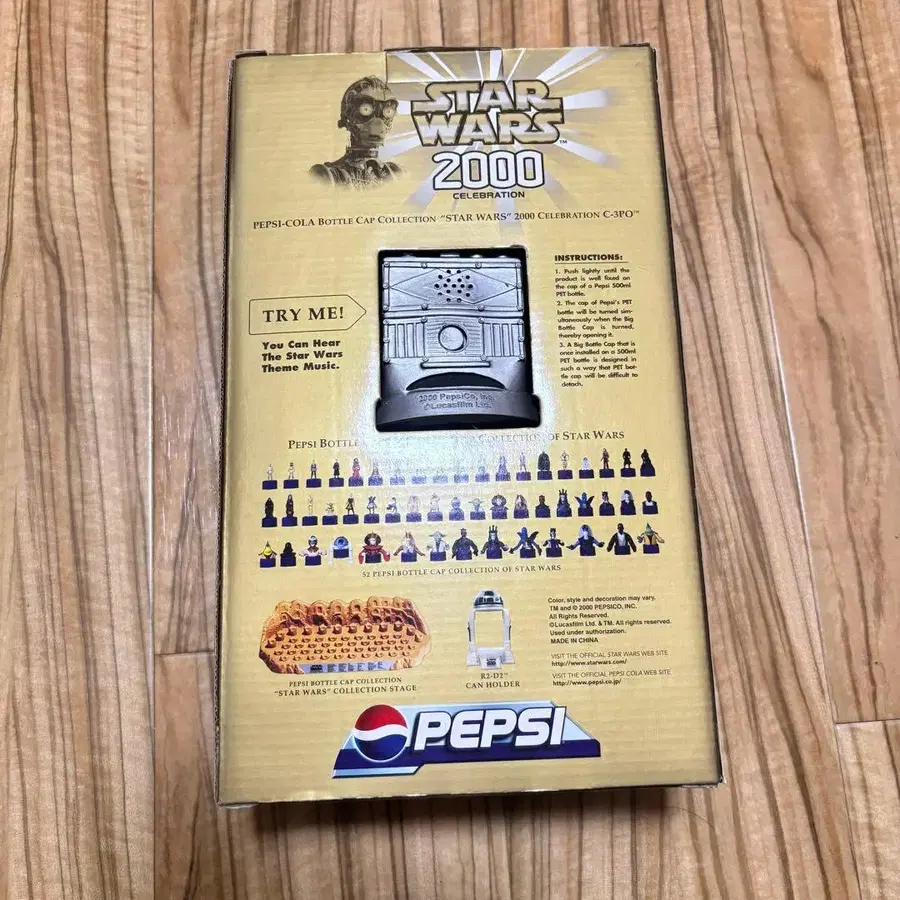 STAR
WARS™
2000
CELEBRATION
PEPSI-COLA BOTTLE CAP COLLECTION "STAR WARS" 2000 CELEBRATION C-3PO™
TRY ME!
You Can Hear
The Star Wars
Theme Music.
INSTRUCTIONS:
1. Push lightly until the
product is well fixed on
the cap of a Pepsi 500ml
PET bottle.
2. The cap of Pepsi's PET
bottle will be turned sim-
ultaneously when the Big
Bottle Cap is turned,
thereby opening it.
3. A Big Bottle Cap that is
once installed on a 500ml
PET bottle is designed in
such a way that PET bot-
tle cap will be difficult to
detach.
2000 PepsiCo, Inc.
©Lucasfilm Ltd.
PEPSI BOTTLE COLLECTION OF STAR WARS
52 PEPSI BOTTLE CAP COLLECTION OF STAR WARS
PEPSI BOTTLE CAP COLLECTION
"STAR WARS" COLLECTION STAGE
R2-D2™
CAN HOLDER
Color, style and decoration may vary.
TM and © 2000 PEPSICO, INC.
All Rights Reserved.
©Lucasfilm Ltd. & TM. All rights reserved.
Used under authorization.
MADE IN CHINA
VISIT THE OFFICIAL STAR WARS WEB SITE
http://www.starwars.com/
VISIT THE OFFICIAL PEPSI COLA WEB SITE
http://www.pepsi.co.jp/
PEPSI